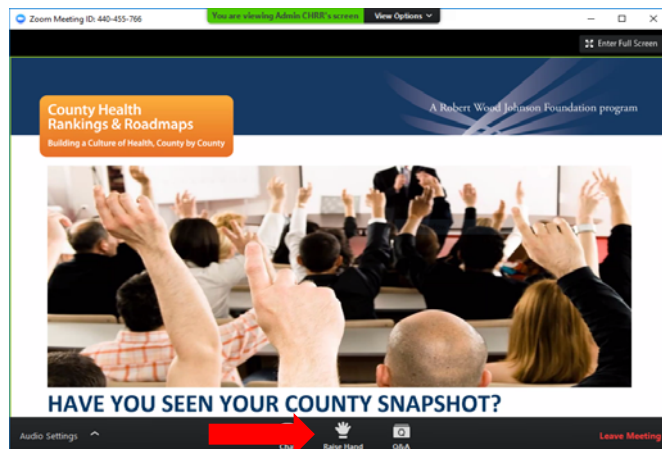 Zoom Meeting ID: 440-455-766
You are viewing Admin CHRR's screen
View Options
Enter Full Screen
County Health
Rankings & Roadmaps
Building a Culture of Health, County by County
A Robert Wood Johnson Foundation program
HAVE YOU SEEN YOUR COUNTY SNAPSHOT?
Audio Settings
Chat
Raise Hand
Q&A
Leave Meeting